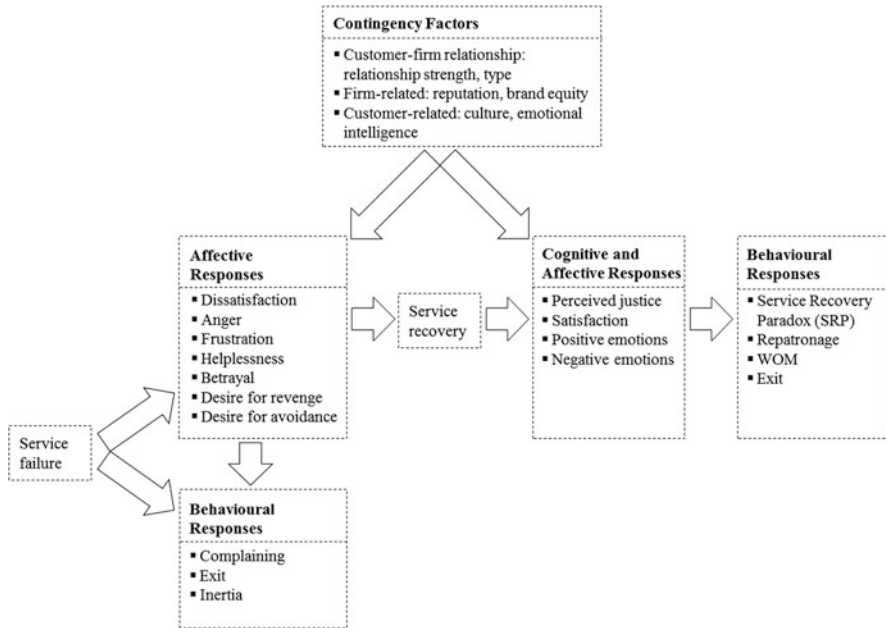 Contingency Factors
▪ Customer-firm relationship:
relationship strength, type
▪ Firm-related: reputation, brand equity
▪ Customer-related: culture, emotional
intelligence
Affective
Responses
▪ Dissatisfaction
▪ Anger
▪ Frustration
▪ Helplessness
▪ Betrayal
▪ Desire for revenge
▪ Desire for avoidance
Service
recovery
Cognitive and
Affective Responses
▪ Perceived justice
▪ Satisfaction
▪ Positive emotions
▪ Negative emotions
Behavioural
Responses
▪ Service Recovery
Paradox (SRP)
▪ Repatronage
▪ WOM
▪ Exit
Service
failure
Behavioural
Responses
▪ Complaining
▪ Exit
▪ Inertia